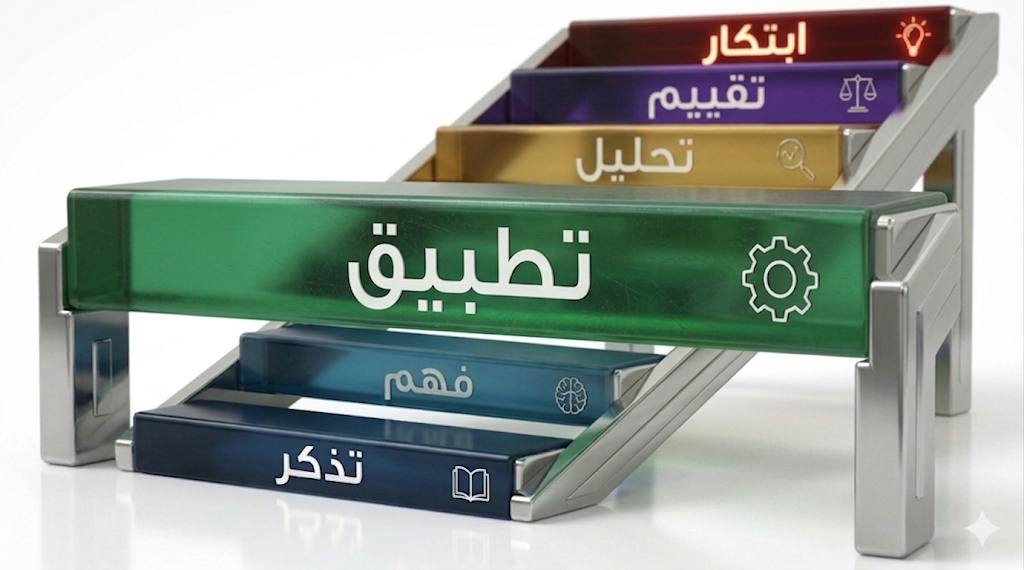 ابتكار
تقييم
تحليل
تطبيق
فهم
تذكر